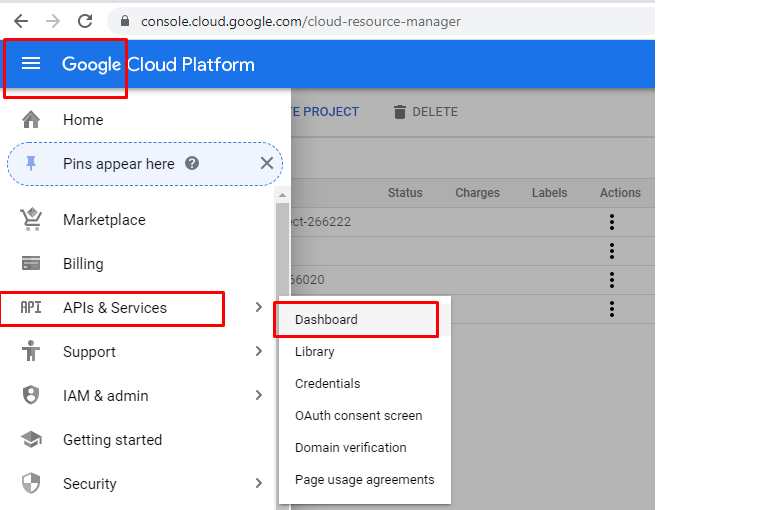 console.cloud.google.com/cloud-resource-manager
Google Cloud Platform
TE PROJECT
DELETE
Home
Pins appear here
Status Charges Labels Actions
Marketplace
ect-266222
Billing
66020
API APIs & Services
Dashboard
Library
Support
Credentials
IAM & admin
OAuth consent screen
Getting started
Domain verification
Security
Page usage agreements